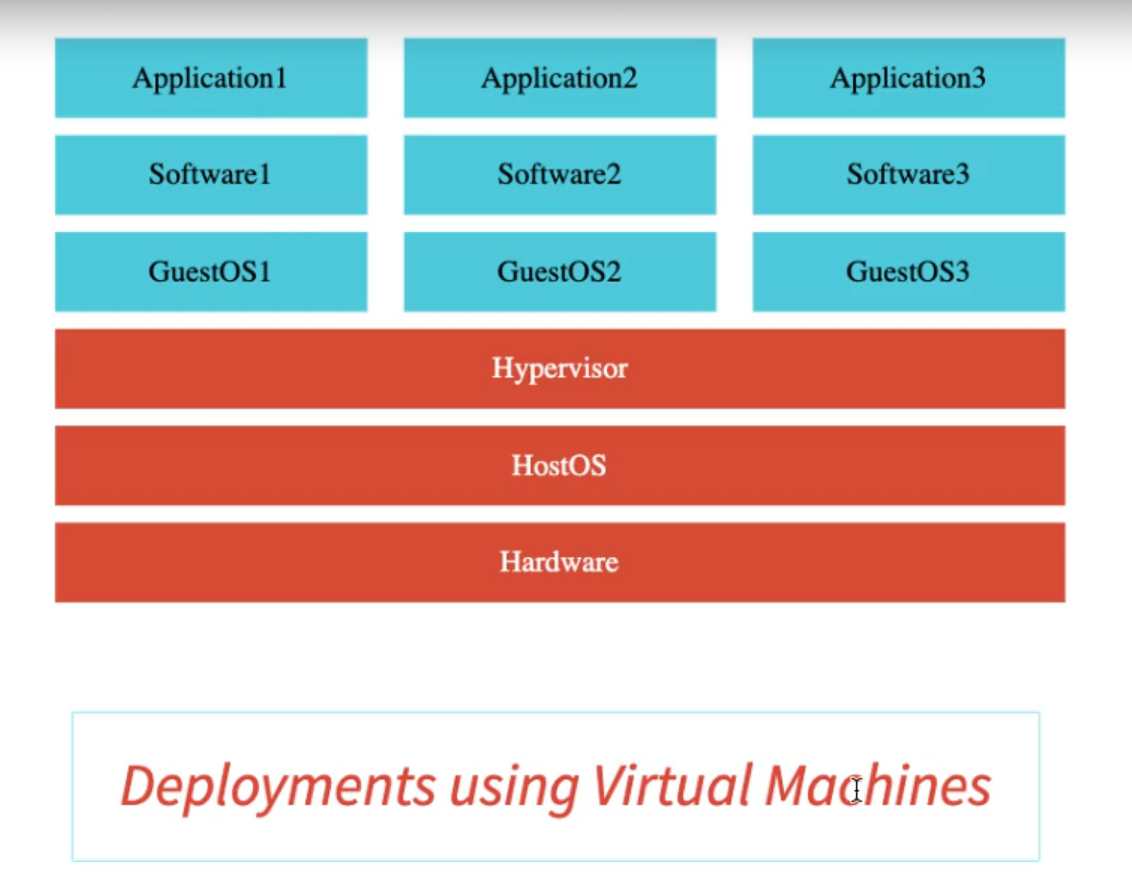 Application1 Application2 Application3
Software1 Software2 Software3
GuestOS1 GuestOS2 GuestOS3
Hypervisor
HostOS
Hardware
Deployments using Virtual Machines